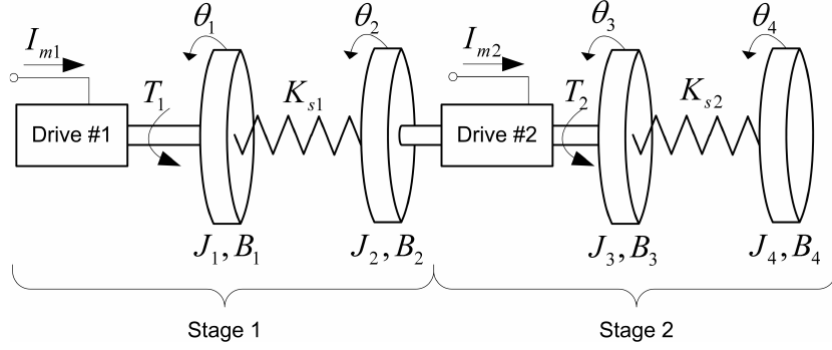 θ₁ θ₂ θ₃ θ₄
Iₘ₁ Iₘ₂
T₁ Kₛ₁ T₂ Kₛ₂
Drive #1 Drive #2
J₁, B₁ J₂, B₂ J₃, B₃ J₄, B₄
Stage 1 Stage 2